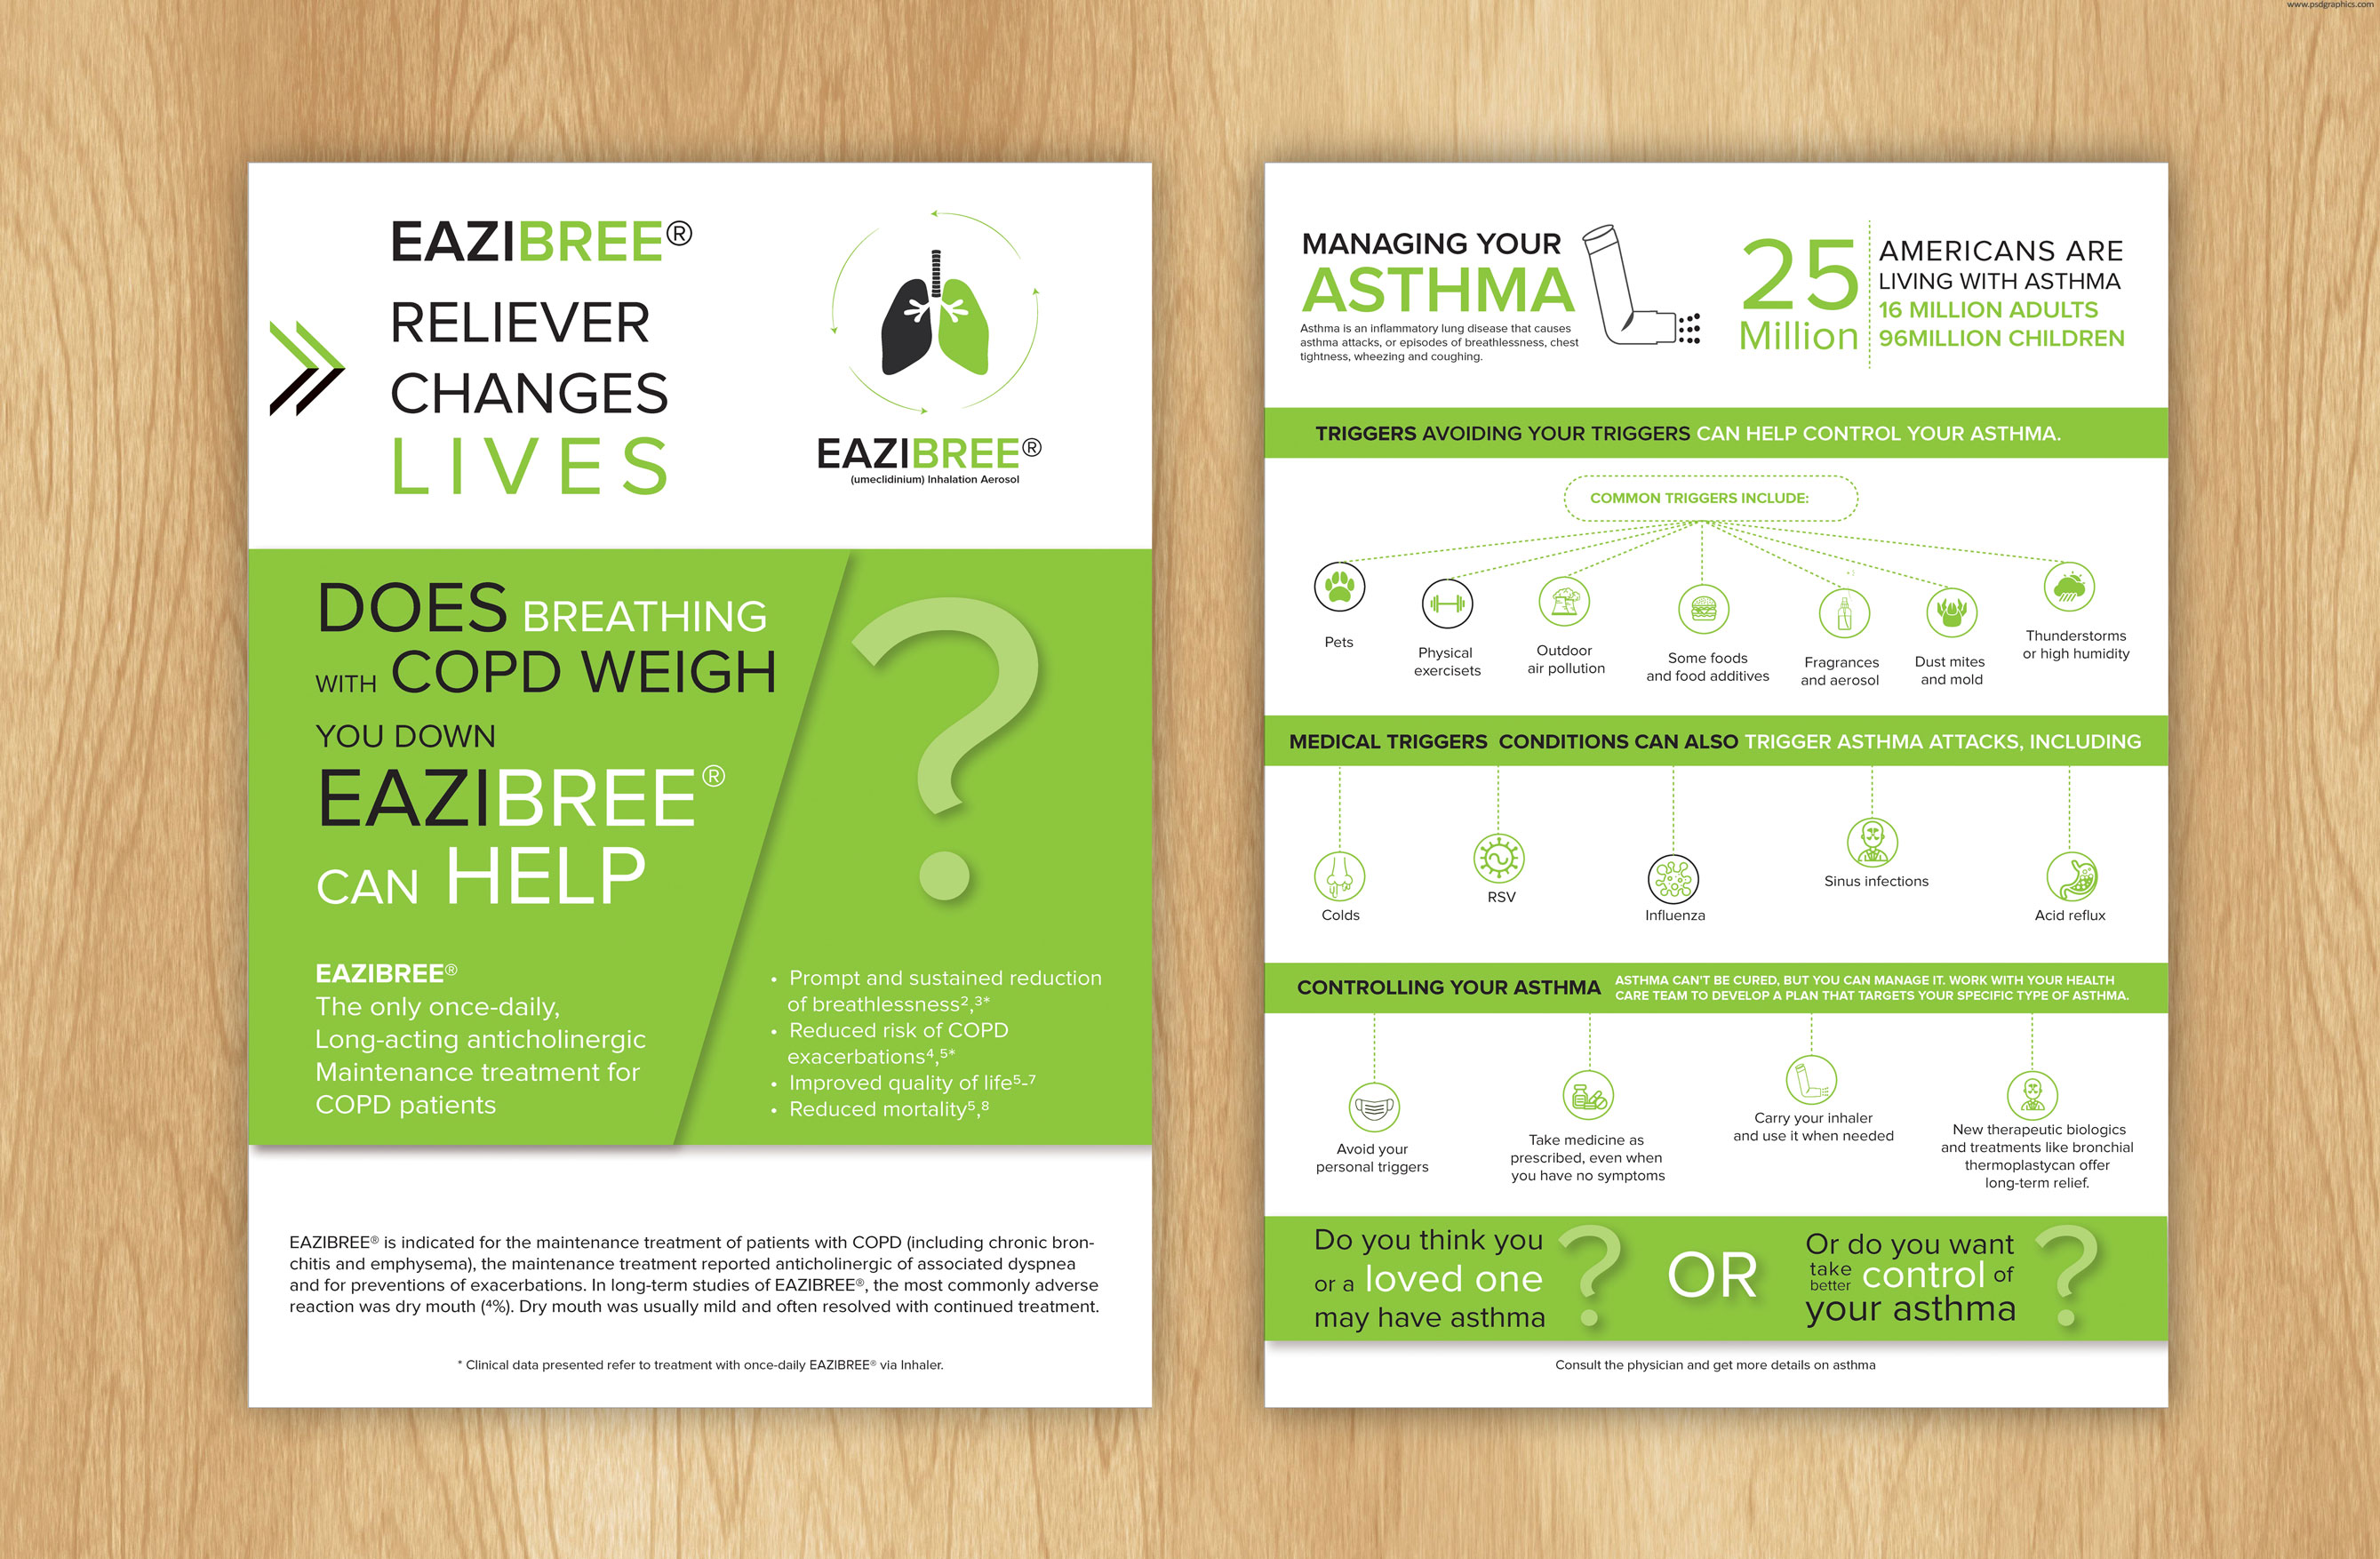 www.psdgraphics.com
EAZIBREE®
RELIEVER
CHANGES
LIVES
EAZIBREE®
(umeclidinium) Inhalation Aerosol
DOES BREATHING
WITH COPD WEIGH
YOU DOWN
EAZIBREE®
CAN HELP
?
EAZIBREE®
The only once-daily,
Long-acting anticholinergic
Maintenance treatment for
COPD patients
• Prompt and sustained reduction
of breathlessness²,³*
• Reduced risk of COPD
exacerbations⁴,⁵*
• Improved quality of life⁵-⁷
• Reduced mortality⁵,⁸
EAZIBREE® is indicated for the maintenance treatment of patients with COPD (including chronic bron-
chitis and emphysema), the maintenance treatment reported anticholinergic of associated dyspnea
and for preventions of exacerbations. In long-term studies of EAZIBREE®, the most commonly adverse
reaction was dry mouth (⁴%). Dry mouth was usually mild and often resolved with continued treatment.
* Clinical data presented refer to treatment with once-daily EAZIBREE® via Inhaler.
MANAGING YOUR
ASTHMA
Asthma is an inflammatory lung disease that causes
asthma attacks, or episodes of breathlessness, chest
tightness, wheezing and coughing.
25
Million
AMERICANS ARE
LIVING WITH ASTHMA
16 MILLION ADULTS
96MILLION CHILDREN
TRIGGERS AVOIDING YOUR TRIGGERS CAN HELP CONTROL YOUR ASTHMA.
COMMON TRIGGERS INCLUDE:
Pets
Physical
exercisets
Outdoor
air pollution
Some foods
and food additives
Fragrances
and aerosol
Dust mites
and mold
Thunderstorms
or high humidity
MEDICAL TRIGGERS CONDITIONS CAN ALSO TRIGGER ASTHMA ATTACKS, INCLUDING
Colds
RSV
Influenza
Sinus infections
Acid reflux
CONTROLLING YOUR ASTHMA
ASTHMA CAN'T BE CURED, BUT YOU CAN MANAGE IT. WORK WITH YOUR HEALTH
CARE TEAM TO DEVELOP A PLAN THAT TARGETS YOUR SPECIFIC TYPE OF ASTHMA.
Avoid your
personal triggers
Take medicine as
prescribed, even when
you have no symptoms
Carry your inhaler
and use it when needed
New therapeutic biologics
and treatments like bronchial
thermoplastycan offer
long-term relief.
Do you think you
or a loved one
may have asthma
?
OR
Or do you want
take better control of
your asthma
?
Consult the physician and get more details on asthma